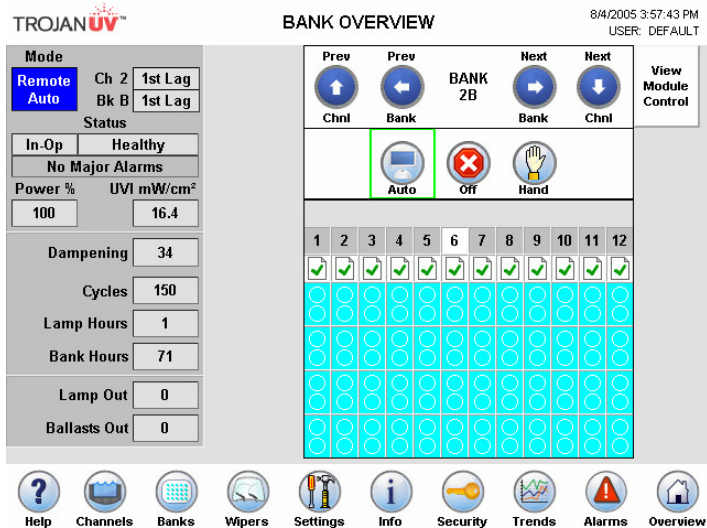 TROJAN UV™
BANK OVERVIEW
8/4/2005 3:57:43 PM
USER: DEFAULT
Mode
Remote Auto
Ch 2 1st Lag
Bk B 1st Lag
Status
In-Op Healthy
No Major Alarms
Power % UVI mW/cm²
100 16.4
Dampening 34
Cycles 150
Lamp Hours 1
Bank Hours 71
Lamp Out 0
Ballasts Out 0
Prev Prev Next Next
BANK
2B
Chnl Bank Bank Chnl
View
Module
Control
Auto Off Hand
1 2 3 4 5 6 7 8 9 10 11 12
? i
Help Channels Banks Wipers Settings Info Security Trends Alarms Overview